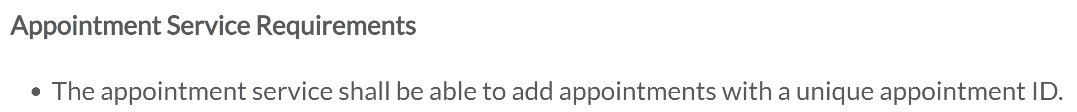 Appointment Service Requirements
• The appointment service shall be able to add appointments with a unique appointment ID.